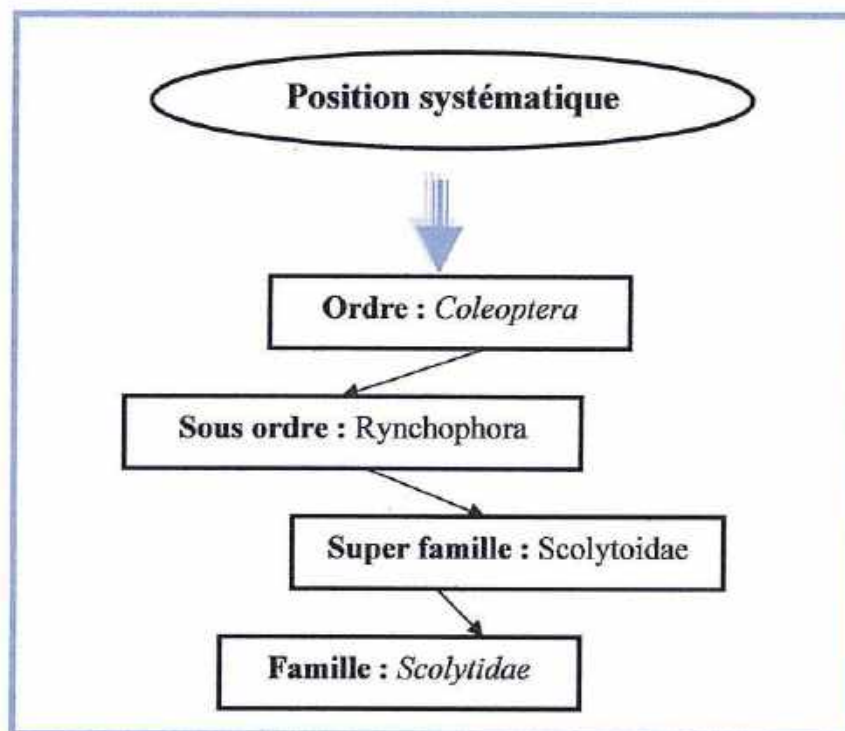 Position systématique
Ordre : Coleoptera
Sous ordre : Rynchophora
Super famille : Scolytoidae
Famille : Scolytidae